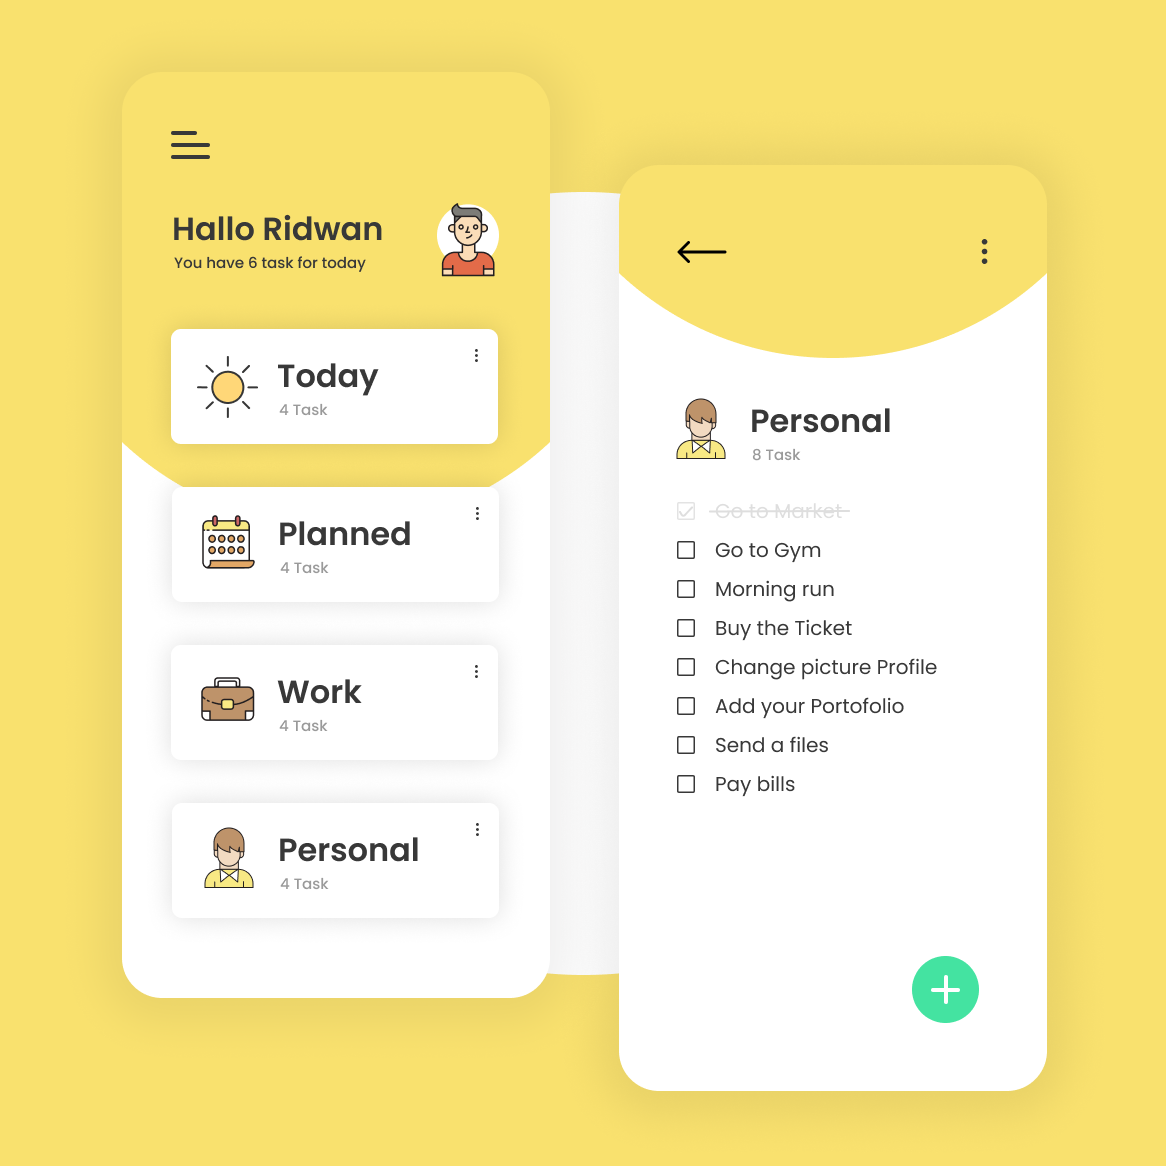 Hallo Ridwan
You have 6 task for today
Today
4 Task
Planned
4 Task
Work
4 Task
Personal
4 Task
Personal
8 Task
Go to Market
Go to Gym
Morning run
Buy the Ticket
Change picture Profile
Add your Portofolio
Send a files
Pay bills